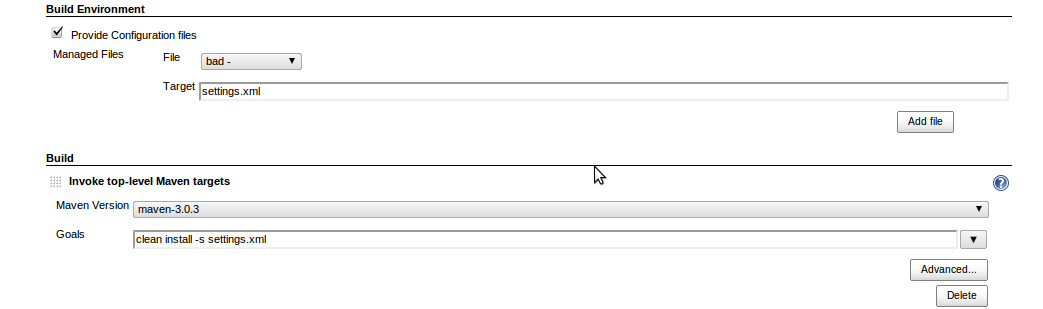 Build Environment
Provide Configuration files
Managed Files File bad -
Target settings.xml
Add file
Build
Invoke top-level Maven targets ?
Maven Version maven-3.0.3
Goals clean install -s settings.xml
Advanced...
Delete